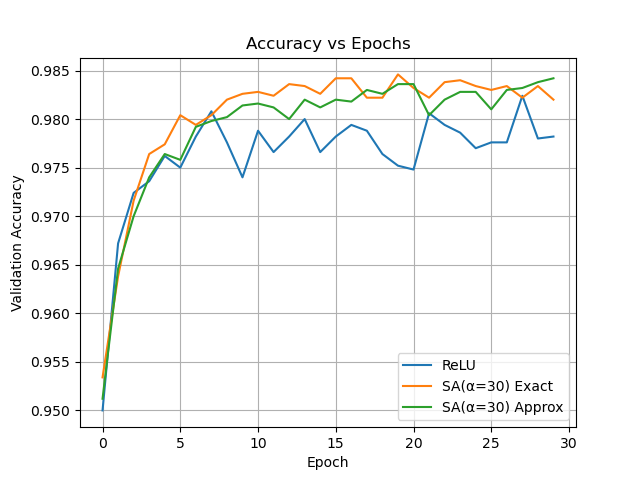 Accuracy vs Epochs
Validation Accuracy
0.985
0.980
0.975
0.970
0.965
0.960
0.955
0.950
ReLU
SA(α=30) Exact
SA(α=30) Approx
0 5 10 15 20 25 30
Epoch